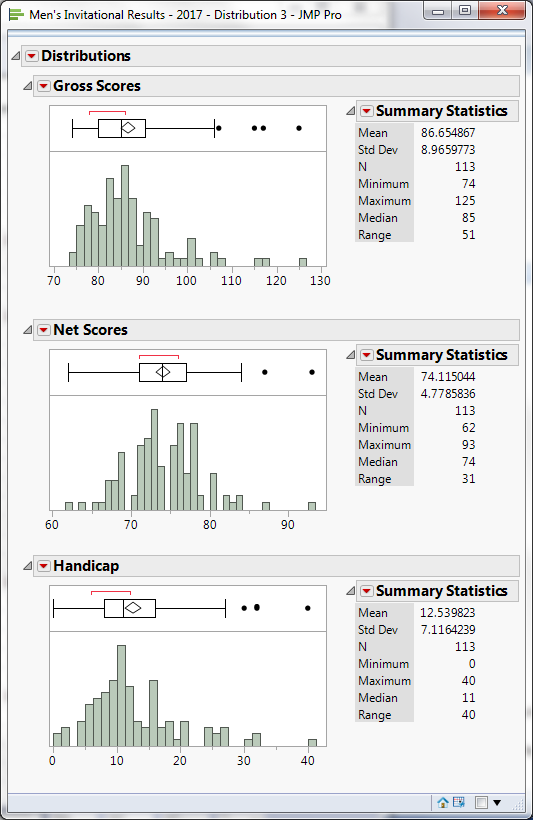 Men's Invitational Results - 2017 - Distribution 3 - JMP Pro
Distributions
Gross Scores
Summary Statistics
Mean 86.654867
Std Dev 8.9659773
N 113
Minimum 74
Maximum 125
Median 85
Range 51
70 80 90 100 110 120 130
Net Scores
Summary Statistics
Mean 74.115044
Std Dev 4.7785836
N 113
Minimum 62
Maximum 93
Median 74
Range 31
60 70 80 90
Handicap
Summary Statistics
Mean 12.539823
Std Dev 7.1164239
N 113
Minimum 0
Maximum 40
Median 11
Range 40
0 10 20 30 40